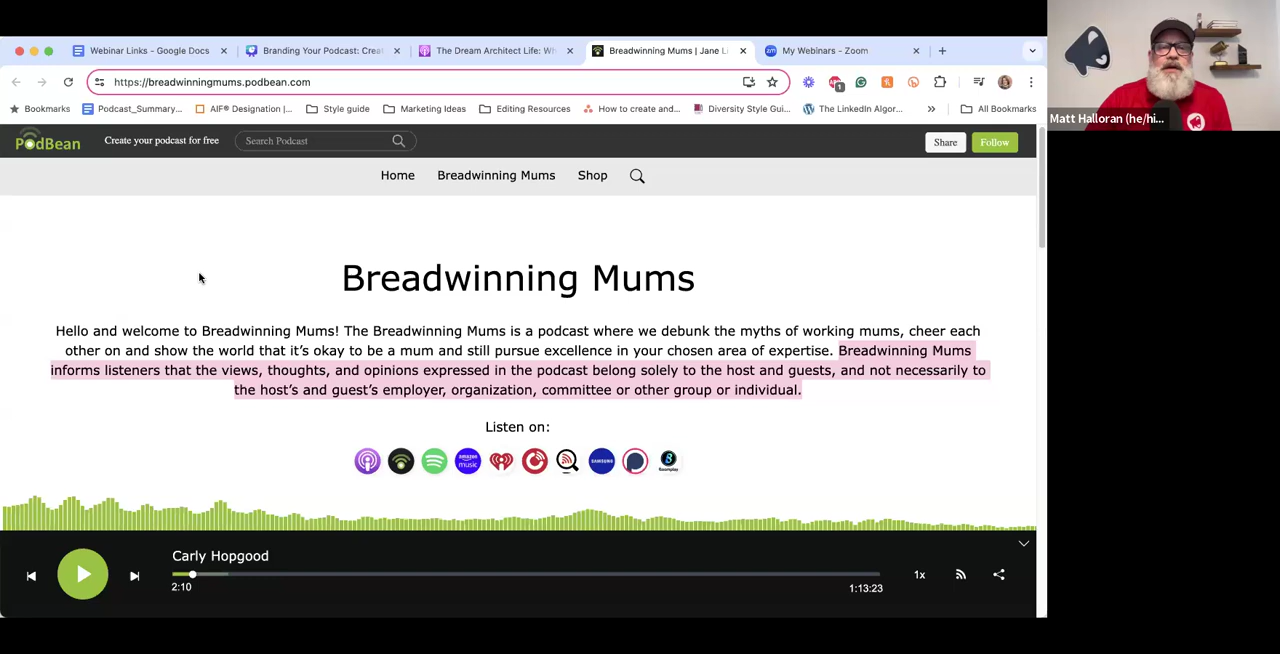 Webinar Links - Google Docs
Branding Your Podcast: Creat
The Dream Architect Life: Wh
Breadwinning Mums | Jane Li
My Webinars - Zoom
https://breadwinningmums.podbean.com
Bookmarks
Podcast_Summary...
AIF® Designation |...
Style guide
Marketing Ideas
Editing Resources
How to create and...
Diversity Style Gui...
The LinkedIn Algor...
»
All Bookmarks
PodBean
Create your podcast for free
Search Podcast
Share
Follow
Home
Breadwinning Mums
Shop
Breadwinning Mums
Hello and welcome to Breadwinning Mums! The Breadwinning Mums is a podcast where we debunk the myths of working mums, cheer each
other on and show the world that it's okay to be a mum and still pursue excellence in your chosen area of expertise. Breadwinning Mums
informs listeners that the views, thoughts, and opinions expressed in the podcast belong solely to the host and guests, and not necessarily to
the host's and guest's employer, organization, committee or other group or individual.
Listen on:
amazon music
SAMSUNG
Carly Hopgood
2:10
1:13:23
1x
Matt Halloran (he/hi...